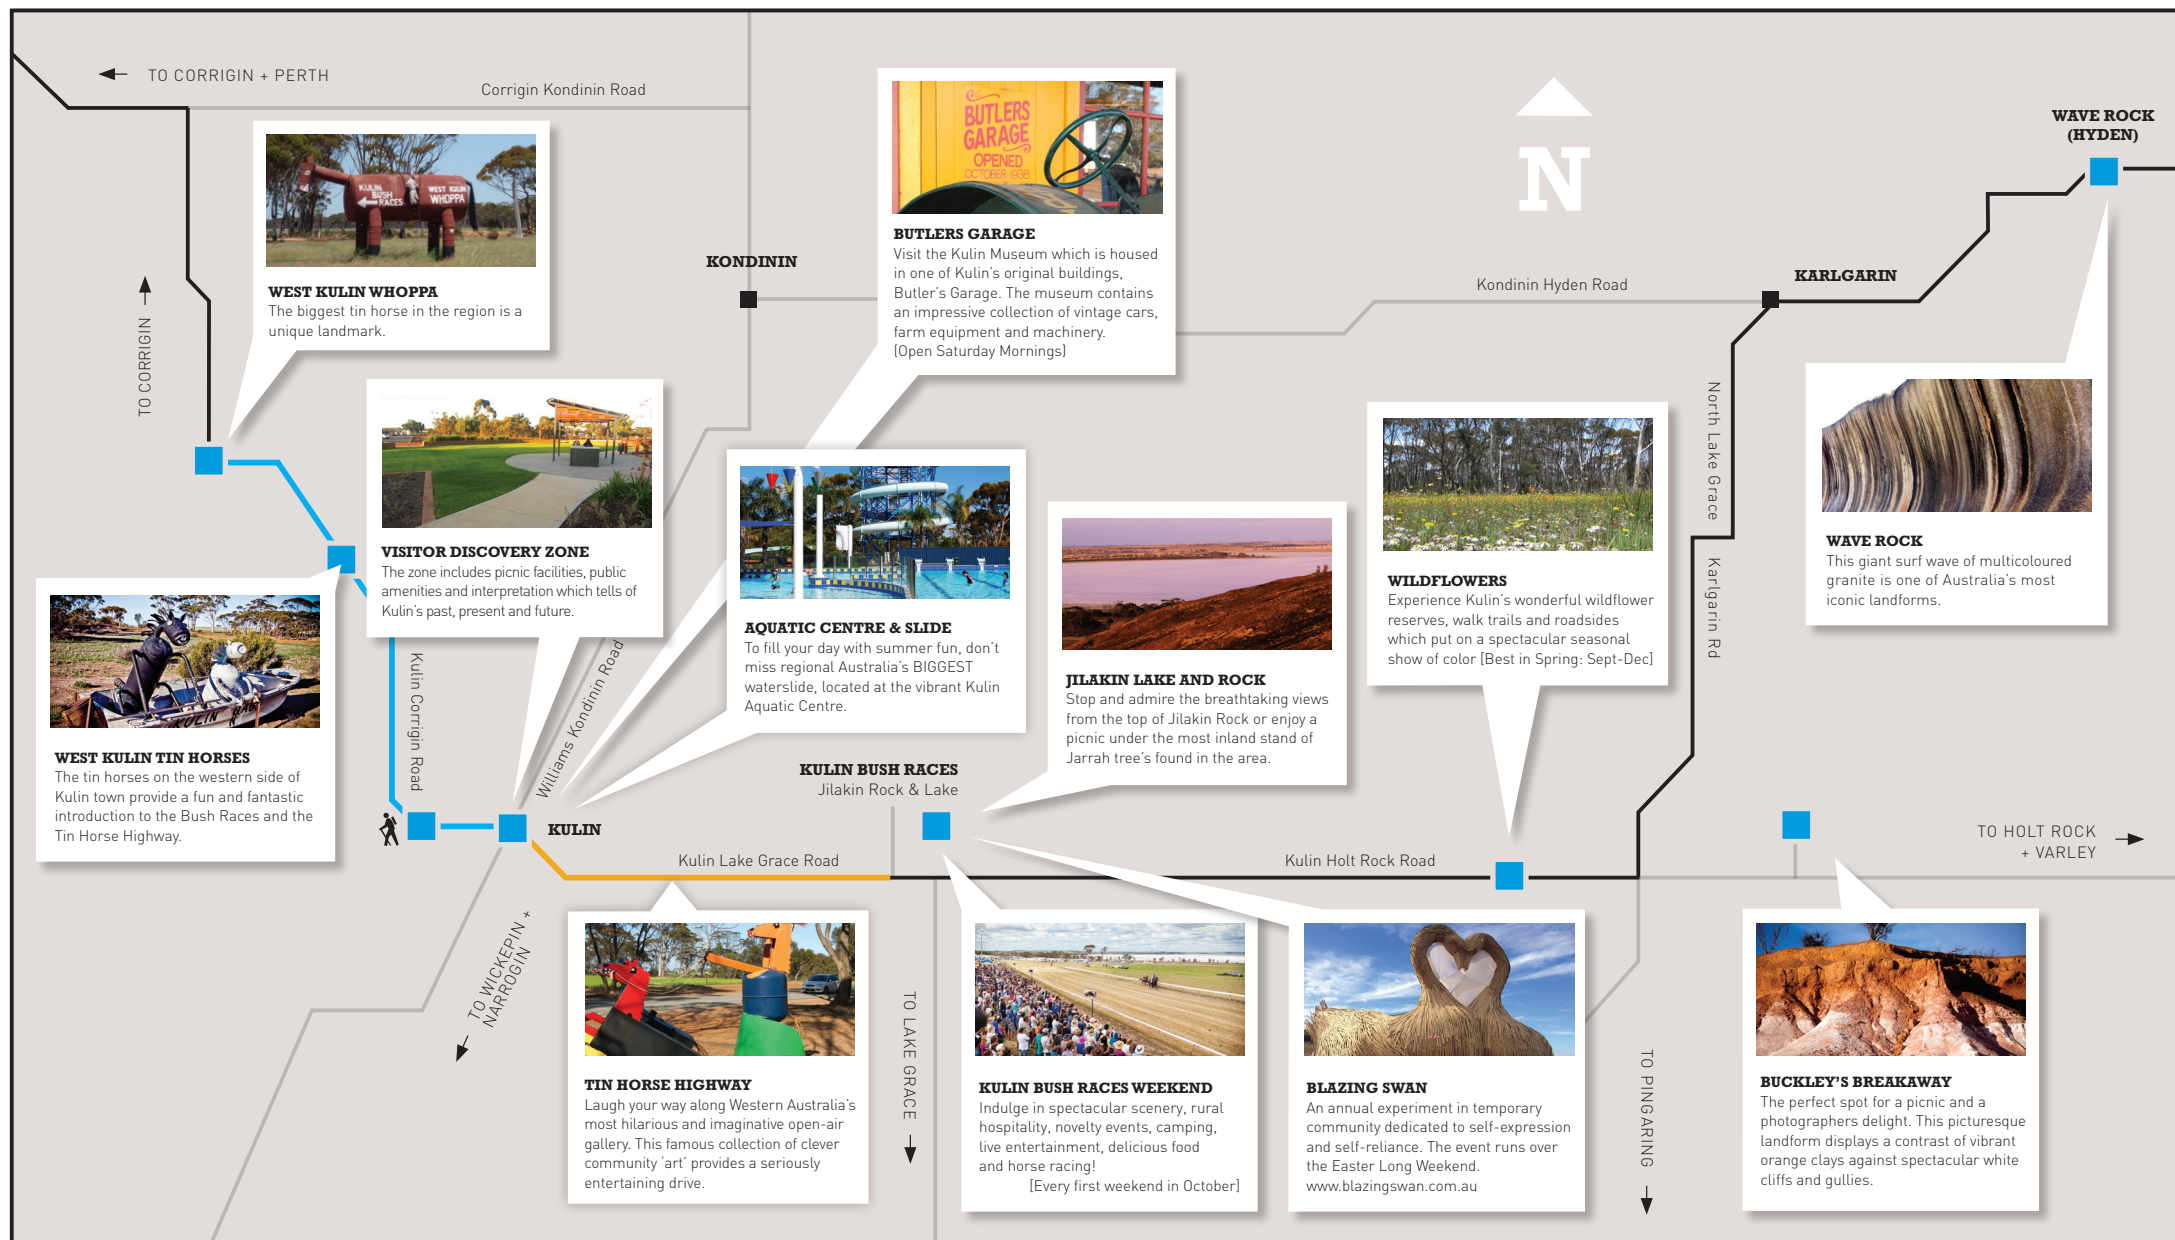 TO CORRIGIN + PERTH
Corrigin Kondinin Road
TO CORRIGIN
KULIN
BUSH
RACES
WEST KULIN
WHOPPA
WEST KULIN WHOPPA
The biggest tin horse in the region is a
unique landmark.
BUTLERS
GARAGE
OPENED
OCTOBER 1938
BUTLERS GARAGE
Visit the Kulin Museum which is housed
in one of Kulin's original buildings,
Butler's Garage. The museum contains
an impressive collection of vintage cars,
farm equipment and machinery.
(Open Saturday Mornings)
N
WAVE ROCK
(HYDEN)
KONDININ
Kondinin Hyden Road
KARLGARIN
North Lake Grace
Karlgarin Rd
WAVE ROCK
This giant surf wave of multicoloured
granite is one of Australia's most
iconic landforms.
VISITOR DISCOVERY ZONE
The zone includes picnic facilities, public
amenities and interpretation which tells of
Kulin's past, present and future.
AQUATIC CENTRE & SLIDE
To fill your day with summer fun, don't
miss regional Australia's BIGGEST
waterslide, located at the vibrant Kulin
Aquatic Centre.
JILAKIN LAKE AND ROCK
Stop and admire the breathtaking views
from the top of Jilakin Rock or enjoy a
picnic under the most inland stand of
Jarrah tree's found in the area.
WILDFLOWERS
Experience Kulin's wonderful wildflower
reserves, walk trails and roadsides
which put on a spectacular seasonal
show of color [Best in Spring: Sept-Dec]
KULIN
WEST KULIN TIN HORSES
The tin horses on the western side of
Kulin town provide a fun and fantastic
introduction to the Bush Races and the
Tin Horse Highway.
Kulin Corrigin Road
Williams Kondinin Road
KULIN
KULIN BUSH RACES
Jilakin Rock & Lake
Kulin Lake Grace Road
Kulin Holt Rock Road
TO HOLT ROCK
+ VARLEY
TO WICKEPIN +
NARROGIN
TO LAKE GRACE
TO PINGARING
TIN HORSE HIGHWAY
Laugh your way along Western Australia's
most hilarious and imaginative open-air
gallery. This famous collection of clever
community 'art' provides a seriously
entertaining drive.
KULIN BUSH RACES WEEKEND
Indulge in spectacular scenery, rural
hospitality, novelty events, camping,
live entertainment, delicious food
and horse racing!
[Every first weekend in October]
BLAZING SWAN
An annual experiment in temporary
community dedicated to self-expression
and self-reliance. The event runs over
the Easter Long Weekend.
www.blazingswan.com.au
BUCKLEY'S BREAKAWAY
The perfect spot for a picnic and a
photographers delight. This picturesque
landform displays a contrast of vibrant
orange clays against spectacular white
cliffs and gullies.